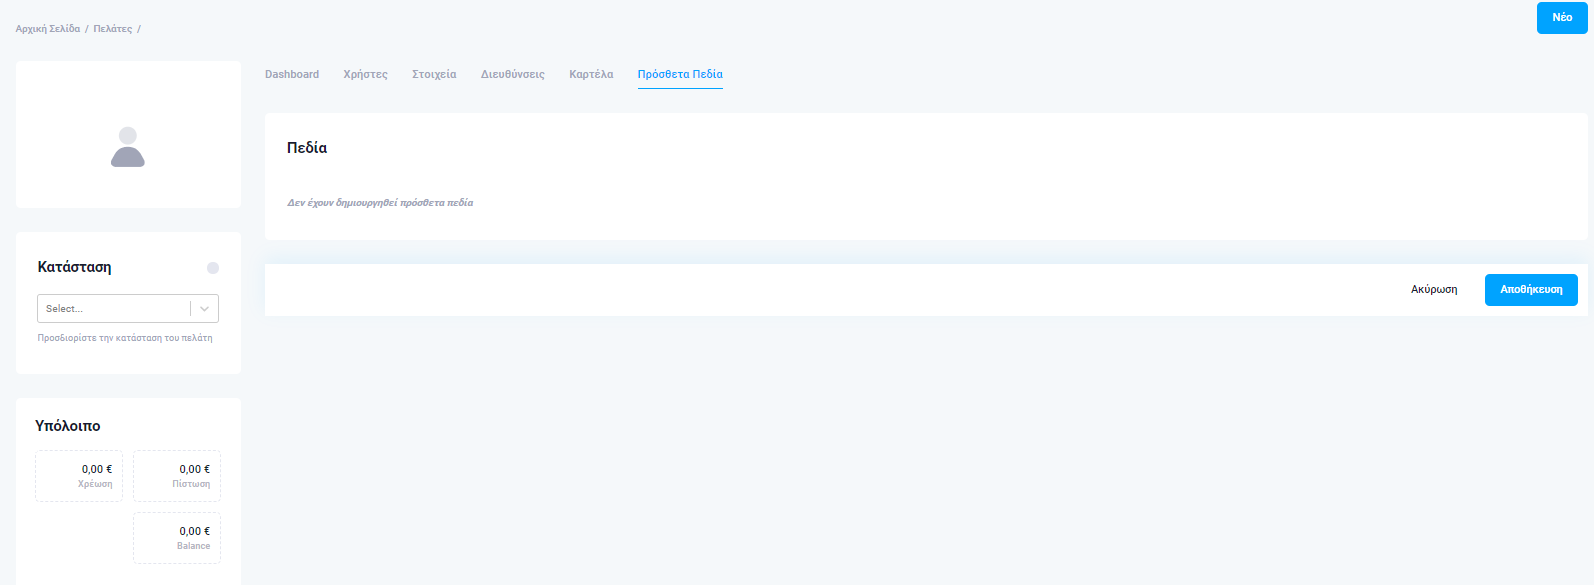 Νέο
Αρχική Σελίδα / Πελάτες /
Dashboard Χρήστες Στοιχεία Διευθύνσεις Καρτέλα Πρόσθετα Πεδία
Πεδία
Δεν έχουν δημιουργηθεί πρόσθετα πεδία
Ακύρωση Αποθήκευση
Κατάσταση
Select...
Προσδιορίστε την κατάσταση του πελάτη
Υπόλοιπο
0,00 € 0,00 €
Χρέωση Πίστωση
0,00 €
Balance